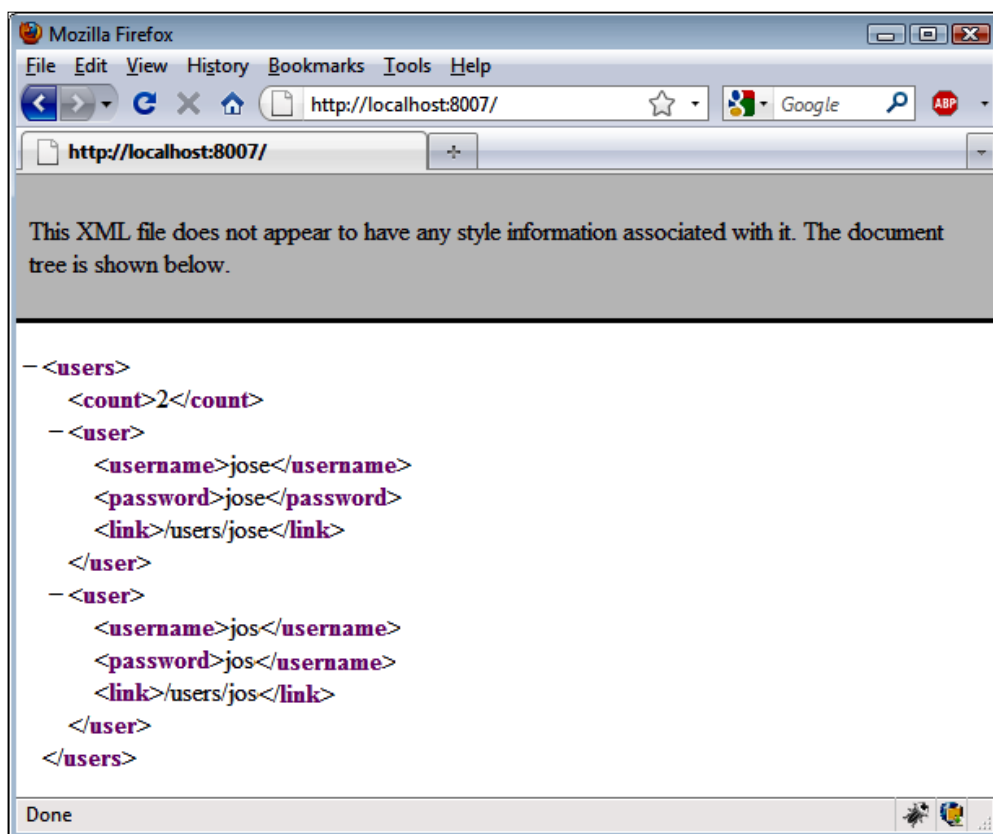 Mozilla Firefox
File Edit View History Bookmarks Tools Help
http://localhost:8007/ Google ABP
http://localhost:8007/
This XML file does not appear to have any style information associated with it. The document
tree is shown below.
− <users>
<count>2</count>
− <user>
<username>jose</username>
<password>jose</password>
<link>/users/jose</link>
</user>
− <user>
<username>jos</username>
<password>jos</username>
<link>/users/jos</link>
</user>
</users>
Done